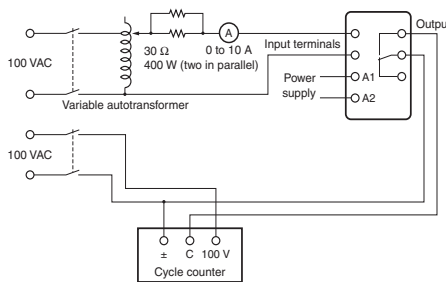 100 VAC
30 Ω
400 W (two in parallel)
A
0 to 10 A
Variable autotransformer
Input terminals
Power
supply
A1
A2
Output
100 VAC
± C 100 V
Cycle counter